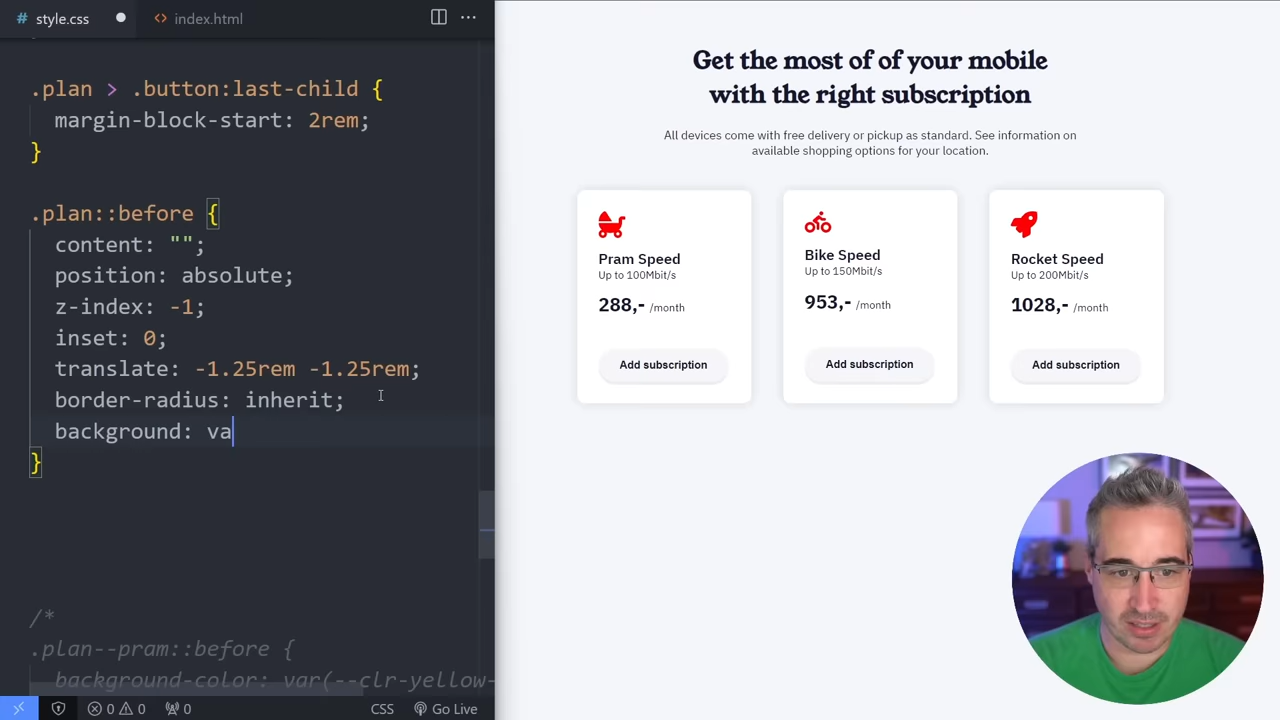 # style.css
<> index.html
.plan > .button:last-child {
margin-block-start: 2rem;
}
.plan::before {
content: "";
position: absolute;
z-index: -1;
inset: 0;
translate: -1.25rem -1.25rem;
border-radius: inherit;
background: va
}
/*
.plan--pram::before {
background-color: var(--clr-yellow-
0 0 0 CSS Go Live
Get the most of of your mobile
with the right subscription
All devices come with free delivery or pickup as standard. See information on
available shopping options for your location.
Pram Speed
Up to 100Mbit/s
288,- /month
Add subscription
Bike Speed
Up to 150Mbit/s
953,- /month
Add subscription
Rocket Speed
Up to 200Mbit/s
1028,- /month
Add subscription